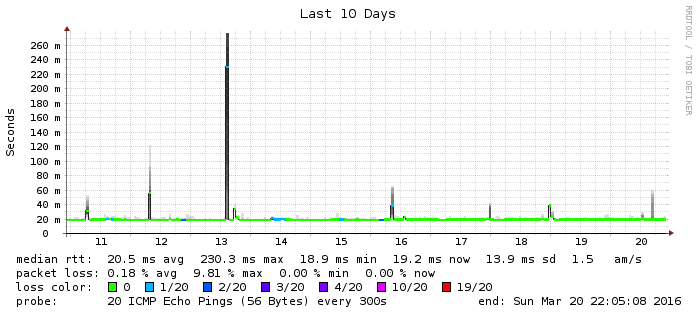 Last 10 Days
RRDTOOL / TOBI OETIKER
Seconds
260 m
240 m
220 m
200 m
180 m
160 m
140 m
120 m
100 m
80 m
60 m
40 m
20 m
0
11 12 13 14 15 16 17 18 19 20
median rtt: 20.5 ms avg 230.3 ms max 18.9 ms min 19.2 ms now 13.9 ms sd 1.5 am/s
packet loss: 0.18 % avg 9.81 % max 0.00 % min 0.00 % now
loss color: 0 1/20 2/20 3/20 4/20 10/20 19/20
probe: 20 ICMP Echo Pings (56 Bytes) every 300s end: Sun Mar 20 22:05:08 2016